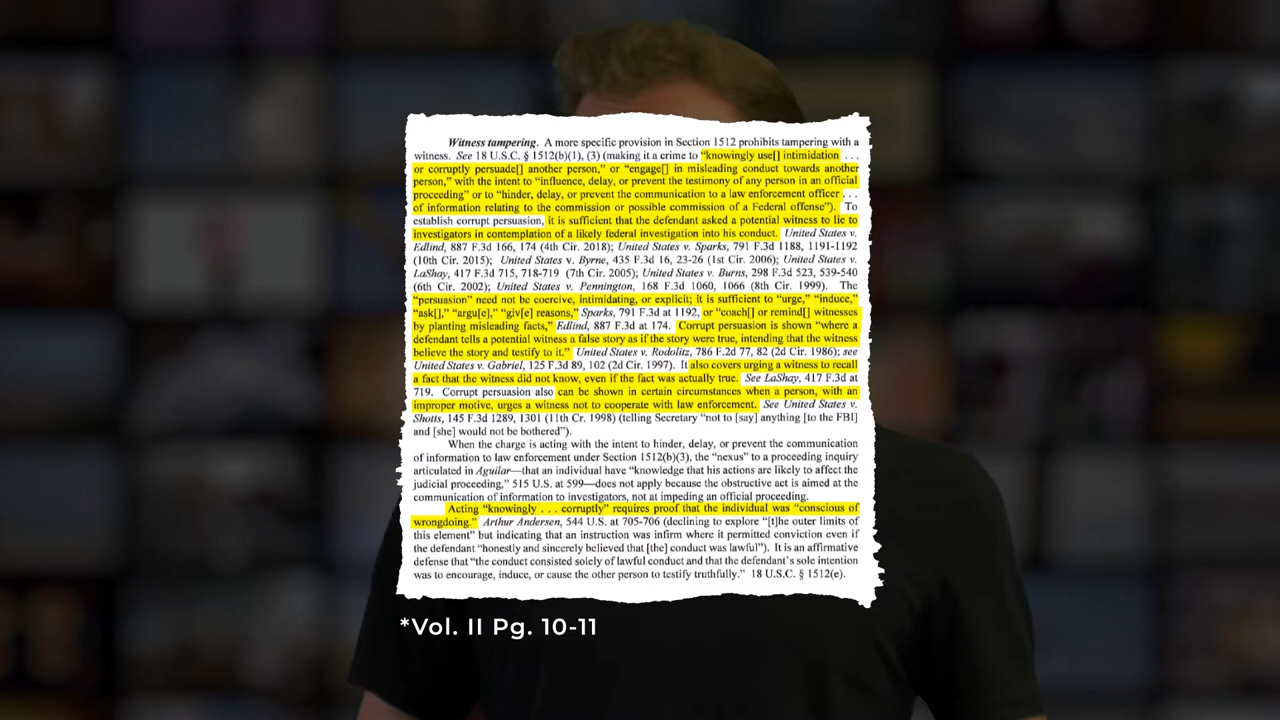 Witness tampering. A more specific provision in Section 1512 prohibits tampering with a
witness. See 18 U.S.C. § 1512(b)(1), (3) (making it a crime to “knowingly use[] intimidation . . .
or corruptly persuade[] another person,” or “engage[] in misleading conduct towards another
person,” with the intent to “influence, delay, or prevent the testimony of any person in an official
proceeding” or to “hinder, delay, or prevent the communication to a law enforcement officer . . .
of information relating to the commission or possible commission of a Federal offense”). To
establish corrupt persuasion, it is sufficient that the defendant asked a potential witness to lie to
investigators in contemplation of a likely federal investigation into his conduct. United States v.
Edlind, 887 F.3d 166, 174 (4th Cir. 2018); United States v. Sparks, 791 F.3d 1188, 1191-1192
(10th Cir. 2015); United States v. Byrne, 435 F.3d 16, 23-26 (1st Cir. 2006); United States v.
LaShay, 417 F.3d 715, 718-719 (7th Cir. 2005); United States v. Burns, 298 F.3d 523, 539-540
(6th Cir. 2002); United States v. Pennington, 168 F.3d 1060, 1066 (8th Cir. 1999). The
“persuasion” need not be coercive, intimidating, or explicit; it is sufficient to “urge,” “induce,”
“ask[],” “argu[e],” “giv[e] reasons,” Sparks, 791 F.3d at 1192, or “coach[] or remind[] witnesses
by planting misleading facts,” Edlind, 887 F.3d at 174. Corrupt persuasion is shown “where a
defendant tells a potential witness a false story as if the story were true, intending that the witness
believe the story and testify to it.” United States v. Rodolitz, 786 F.2d 77, 82 (2d Cir. 1986); see
United States v. Gabriel, 125 F.3d 89, 102 (2d Cir. 1997). It also covers urging a witness to recall
a fact that the witness did not know, even if the fact was actually true. See LaShay, 417 F.3d at
719. Corrupt persuasion also can be shown in certain circumstances when a person, with an
improper motive, urges a witness not to cooperate with law enforcement. See United States v.
Shotts, 145 F.3d 1289, 1301 (11th Cr. 1998) (telling Secretary “not to [say] anything [to the FBI]
and [she] would not be bothered”).
When the charge is acting with the intent to hinder, delay, or prevent the communication
of information to law enforcement under Section 1512(b)(3), the “nexus” to a proceeding inquiry
articulated in Aguilar—that an individual have “knowledge that his actions are likely to affect the
judicial proceeding,” 515 U.S. at 599—does not apply because the obstructive act is aimed at the
communication of information to investigators, not at impeding an official proceeding.
Acting “knowingly . . . corruptly” requires proof that the individual was “conscious of
wrongdoing.” Arthur Andersen, 544 U.S. at 705-706 (declining to explore “[t]he outer limits of
this element” but indicating that an instruction was infirm where it permitted conviction even if
the defendant “honestly and sincerely believed that [the] conduct was lawful”). It is an affirmative
defense that “the conduct consisted solely of lawful conduct and that the defendant’s sole intention
was to encourage, induce, or cause the other person to testify truthfully.” 18 U.S.C. § 1512(e).
*Vol. II Pg. 10-11